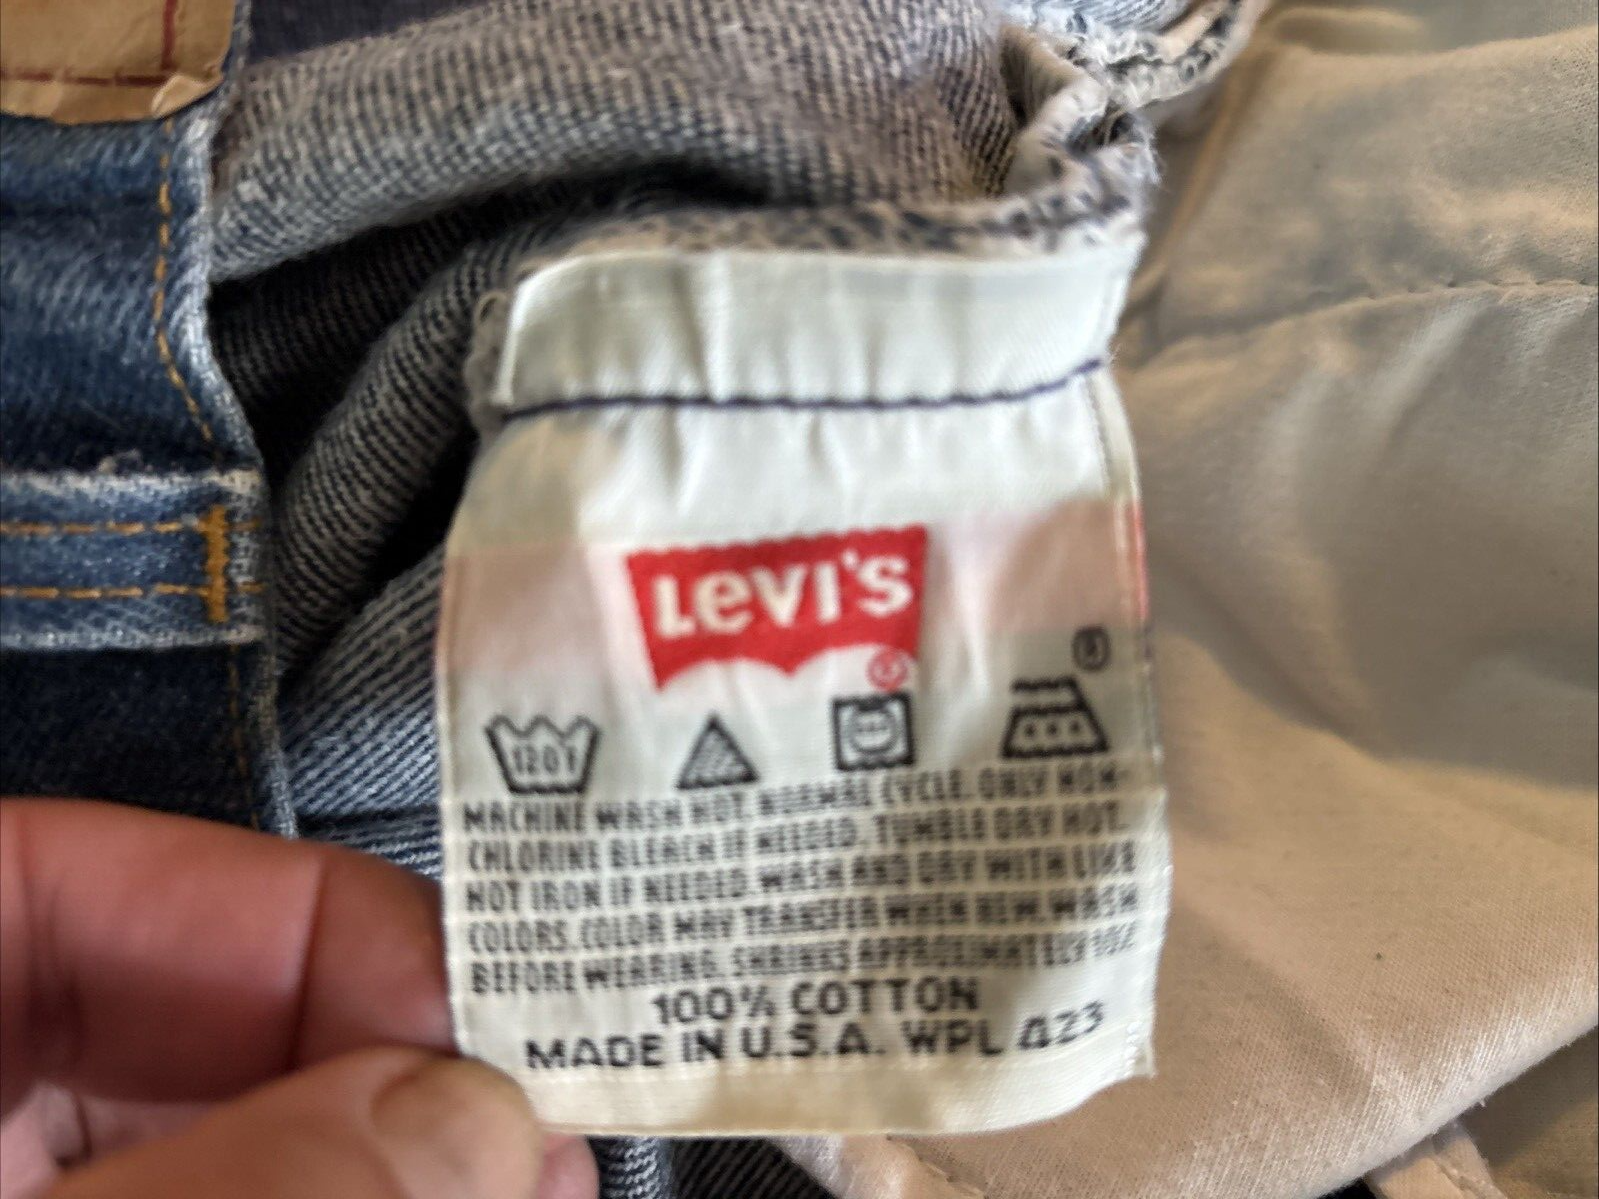 LEVI'S
®
®
120F
MACHINE WASH HOT, NORMAL CYCLE. ONLY NON-
CHLORINE BLEACH IF NEEDED. TUMBLE DRY HOT.
HOT IRON IF NEEDED. WASH AND DRY WITH LIKE
COLORS. COLOR MAY TRANSFER WHEN NEW. WASH
BEFORE WEARING. SHRINKS APPROXIMATELY 10%
100% COTTON
MADE IN U.S.A. WPL 423